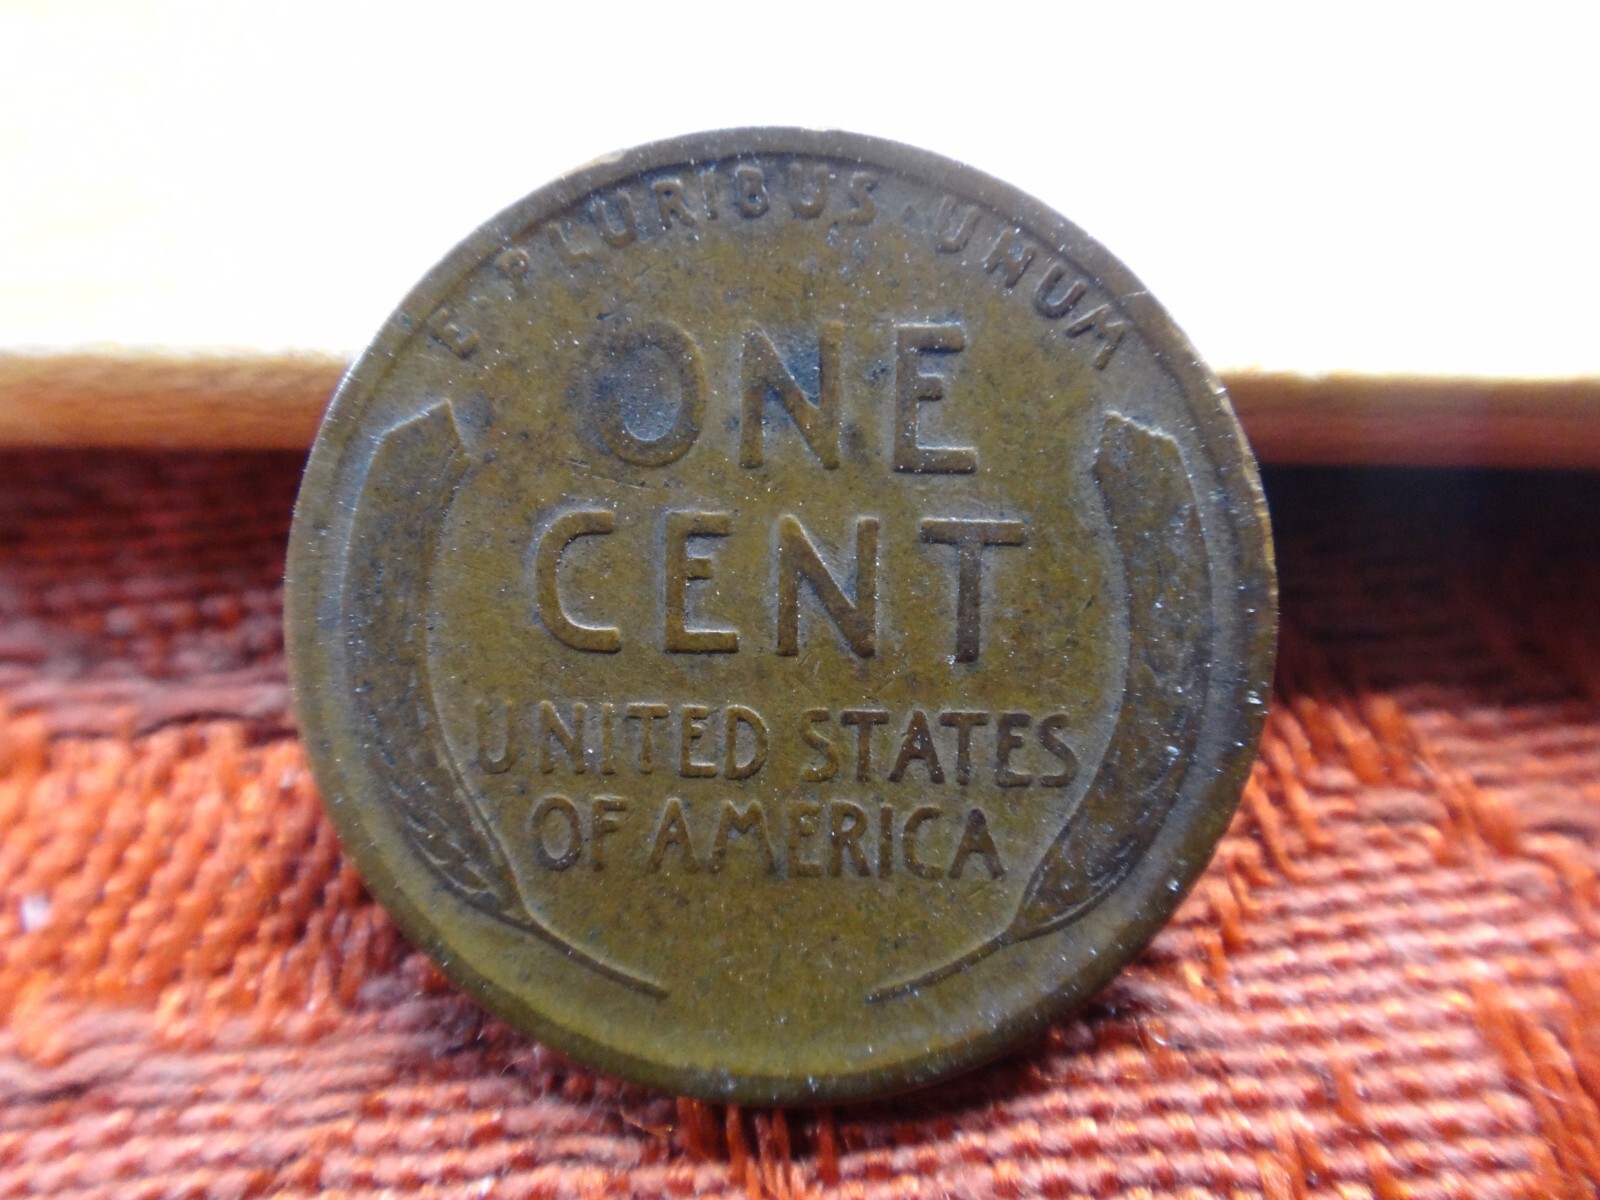 E · PLURIBUS · UNUM
ONE
CENT
UNITED STATES
OF AMERICA